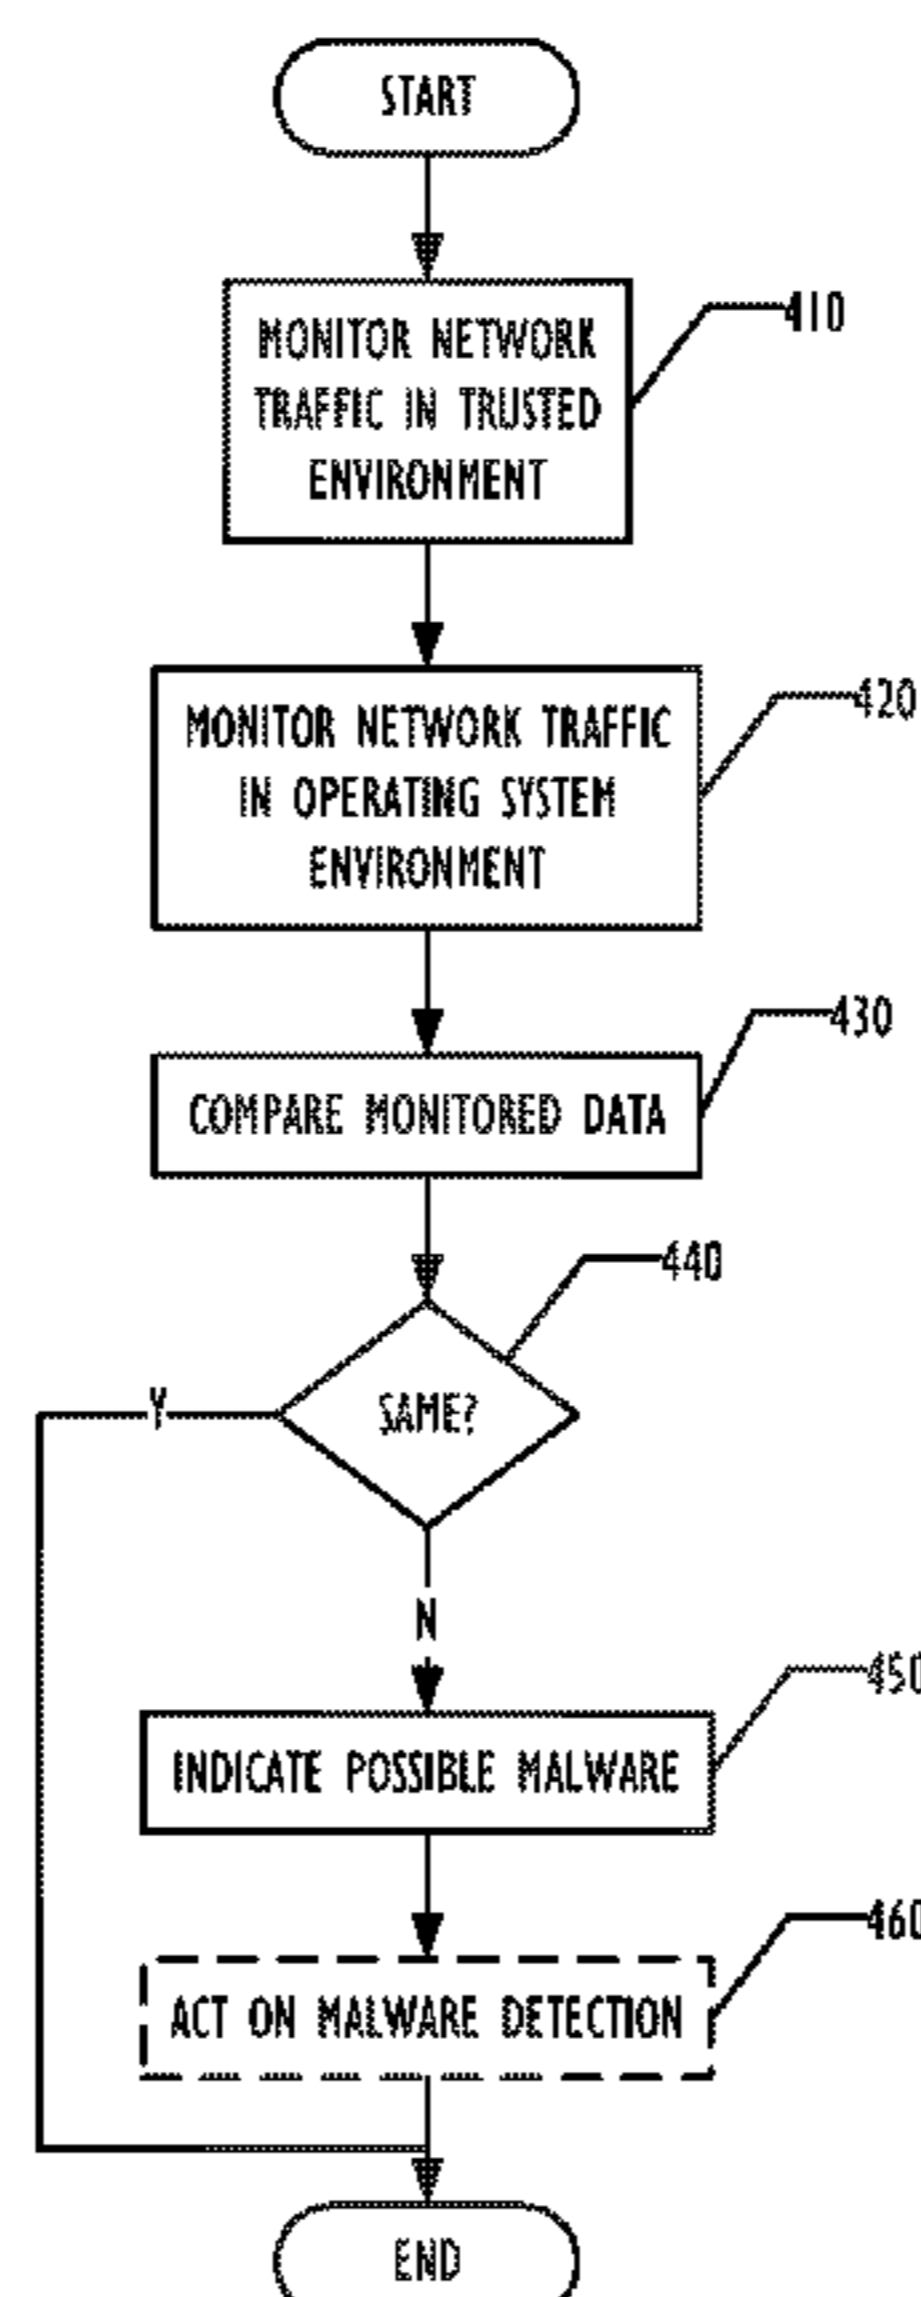 START
MONITOR NETWORK
TRAFFIC IN TRUSTED
ENVIRONMENT
410
MONITOR NETWORK TRAFFIC
IN OPERATING SYSTEM
ENVIRONMENT
420
COMPARE MONITORED DATA
430
440
SAME?
Y
N
450
INDICATE POSSIBLE MALWARE
460
ACT ON MALWARE DETECTION
END